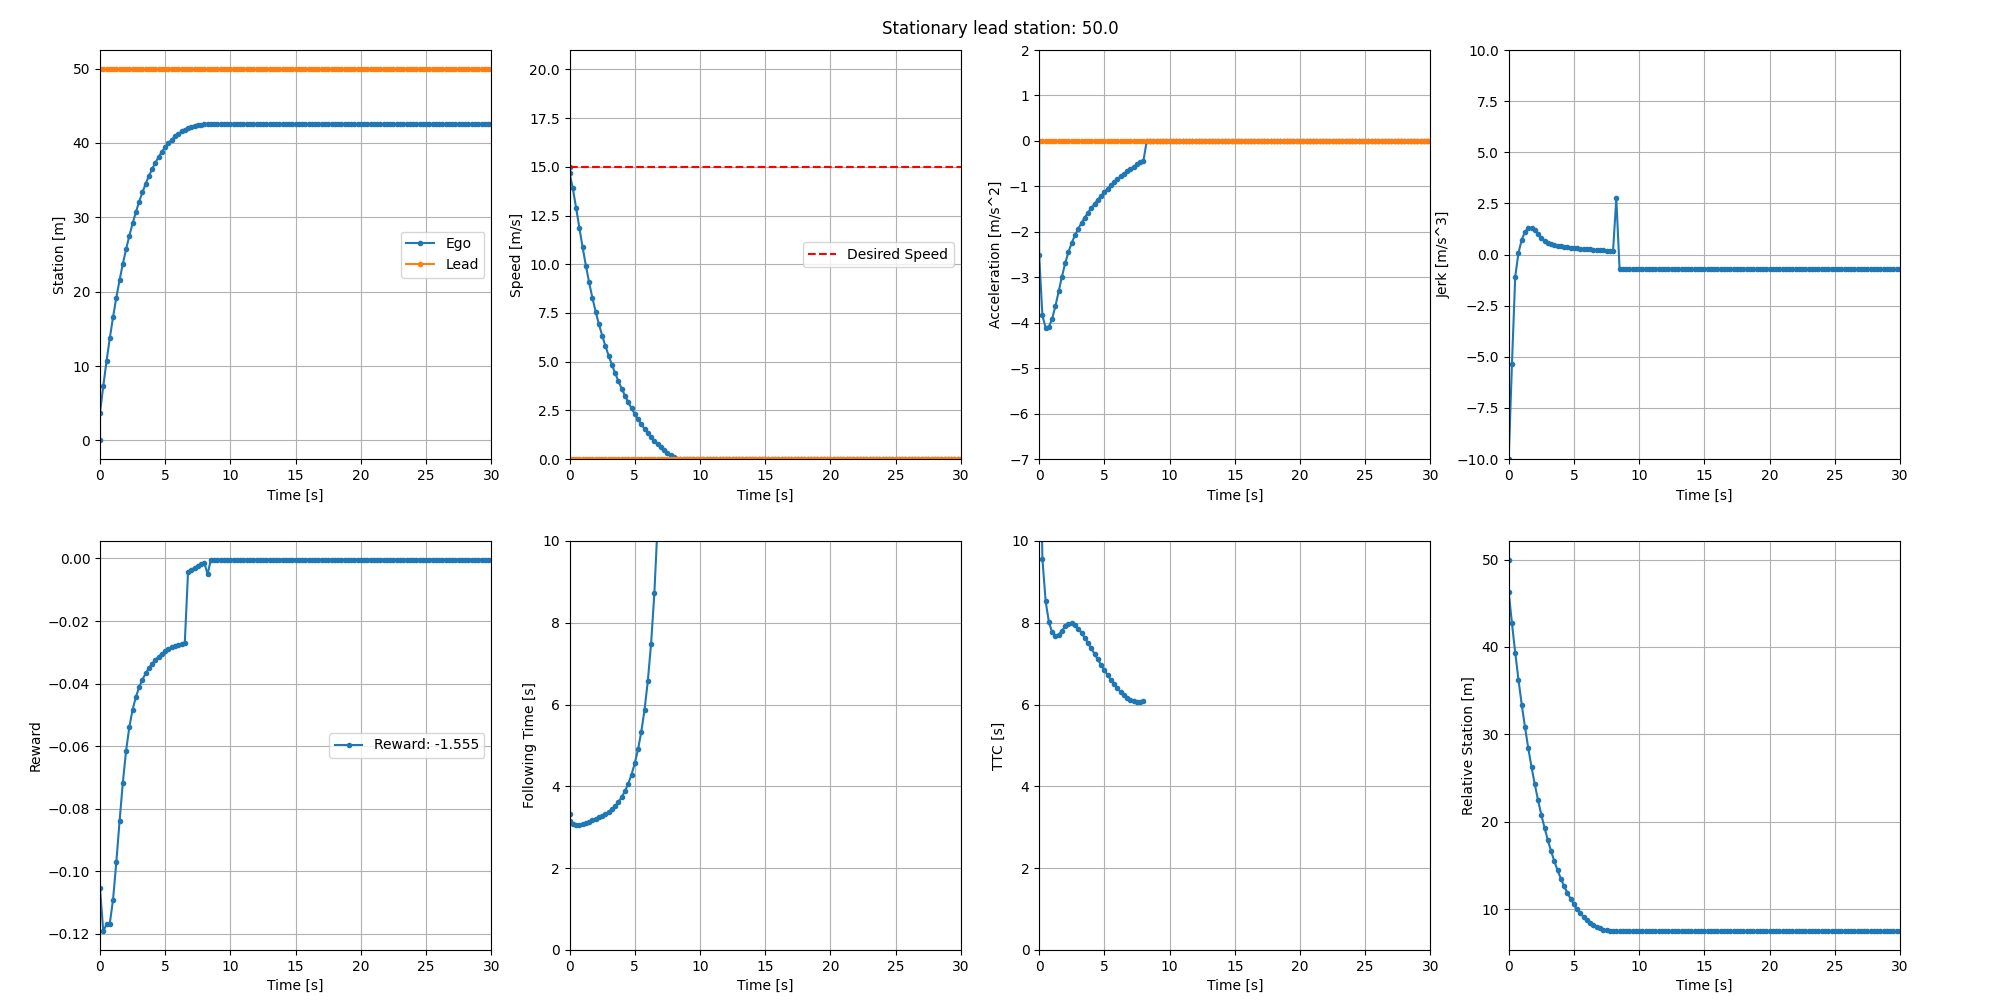 Stationary lead station: 50.0
Station [m]
50
40
30
20
10
0
Ego
Lead
0 5 10 15 20 25 30
Time [s]
Speed [m/s]
20.0
17.5
15.0
12.5
10.0
7.5
5.0
2.5
0.0
Desired Speed
0 5 10 15 20 25 30
Time [s]
Acceleration [m/s^2]
2
1
0
−1
−2
−3
−4
−5
−6
−7
0 5 10 15 20 25 30
Time [s]
Jerk [m/s^3]
10.0
7.5
5.0
2.5
0.0
−2.5
−5.0
−7.5
−10.0
0 5 10 15 20 25 30
Time [s]
Reward
0.00
−0.02
−0.04
−0.06
−0.08
−0.10
−0.12
Reward: -1.555
0 5 10 15 20 25 30
Time [s]
Following Time [s]
10
8
6
4
2
0
0 5 10 15 20 25 30
Time [s]
TTC [s]
10
8
6
4
2
0
0 5 10 15 20 25 30
Time [s]
Relative Station [m]
50
40
30
20
10
0 5 10 15 20 25 30
Time [s]